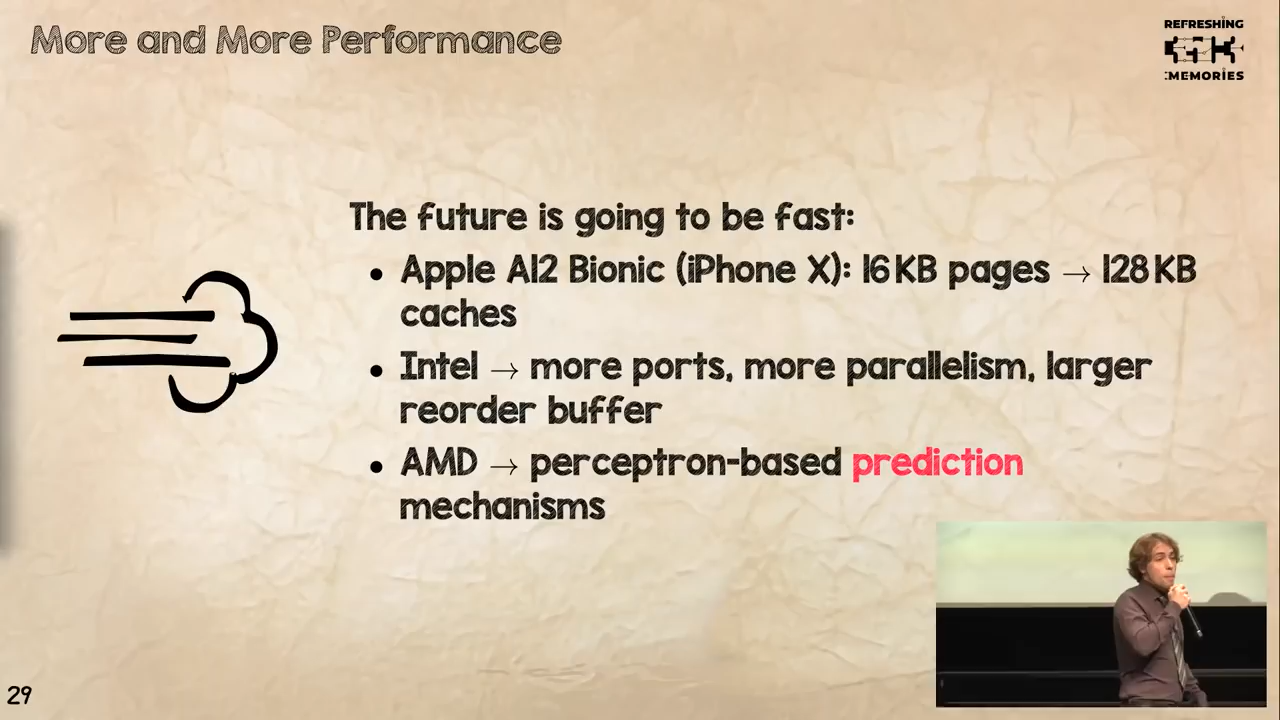 More and More Performance
REFRESHING
:MEMORIES
The future is going to be fast:
• Apple A12 Bionic (iPhone X): 16 KB pages → 128 KB
caches
• Intel → more ports, more parallelism, larger
reorder buffer
• AMD → perceptron-based prediction
mechanisms
29